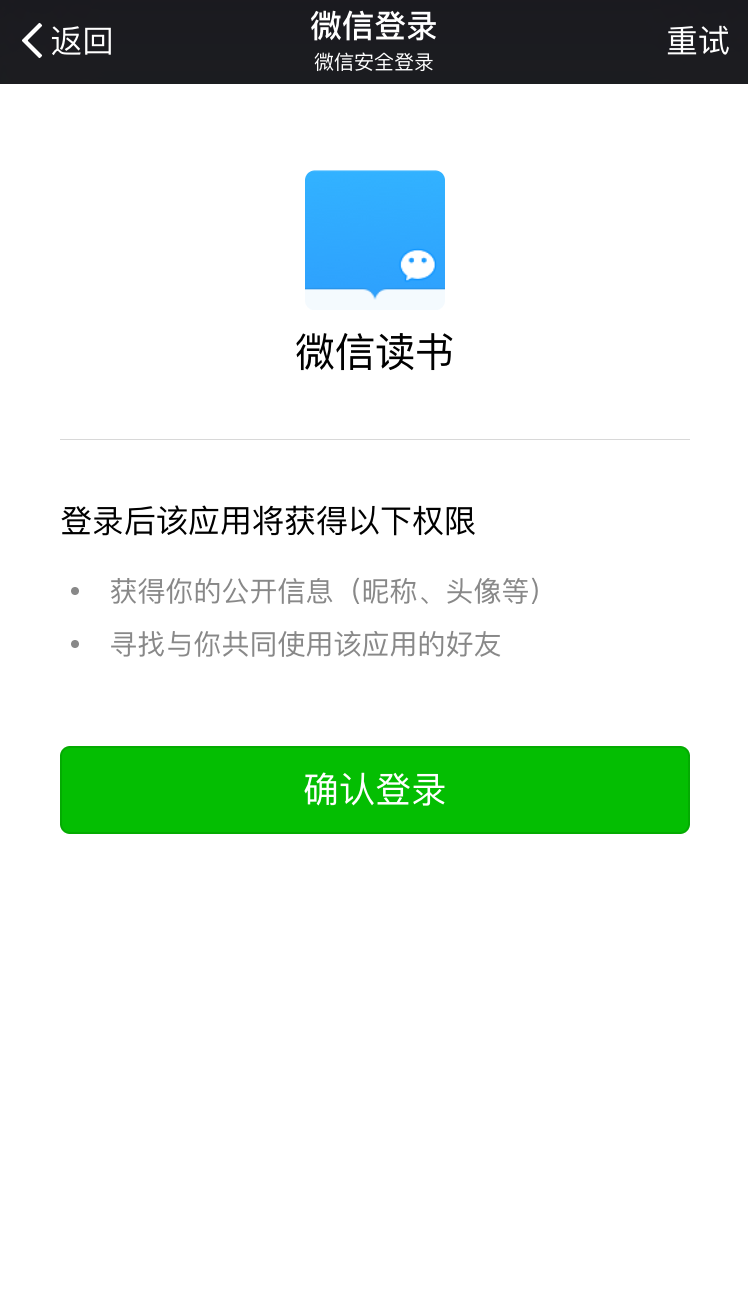 返回
微信登录
微信安全登录
重试
微信读书
登录后该应用将获得以下权限
• 获得你的公开信息（昵称、头像等）
• 寻找与你共同使用该应用的好友
确认登录